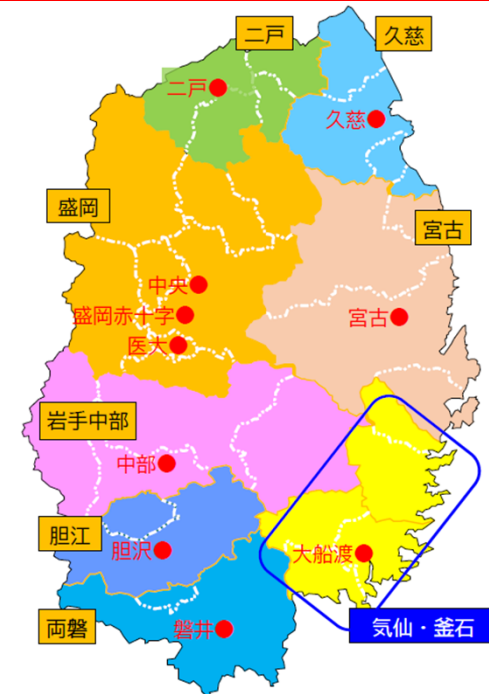 二戸
久慈
二戸
久慈
盛岡
宮古
中央
盛岡赤十字
宮古
医大
岩手中部
中部
胆江
胆沢
大船渡
両磐
磐井
気仙・釜石